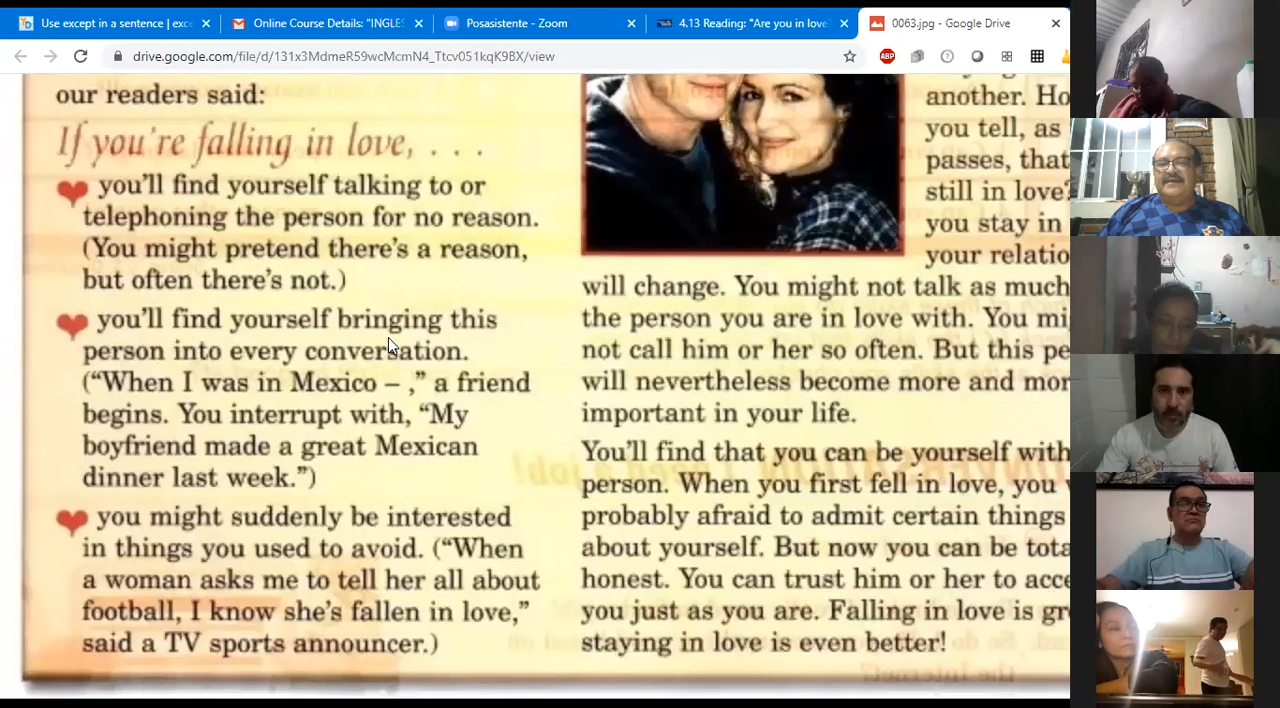 Use except in a sentence | exc
Online Course Details: "INGLES
Posasistente - Zoom
4.13 Reading: "Are you in love
0063.jpg - Google Drive
drive.google.com/file/d/131x3MdmeR59wcMcmN4_Ttcv051kqK9BX/view
ABP
our readers said:
If you're falling in love, . . .
you'll find yourself talking to or
telephoning the person for no reason.
(You might pretend there's a reason,
but often there's not.)
you'll find yourself bringing this
person into every conversation.
("When I was in Mexico – ," a friend
begins. You interrupt with, "My
boyfriend made a great Mexican
dinner last week.")
you might suddenly be interested
in things you used to avoid. ("When
a woman asks me to tell her all about
football, I know she's fallen in love,"
said a TV sports announcer.)
another. Ho
you tell, as
passes, that
still in love?
you stay in
your relatio
will change. You might not talk as much
the person you are in love with. You mi
not call him or her so often. But this pe
will nevertheless become more and mor
important in your life.
You'll find that you can be yourself with
person. When you first fell in love, you
probably afraid to admit certain things
about yourself. But now you can be tota
honest. You can trust him or her to acce
you just as you are. Falling in love is gr
staying in love is even better!